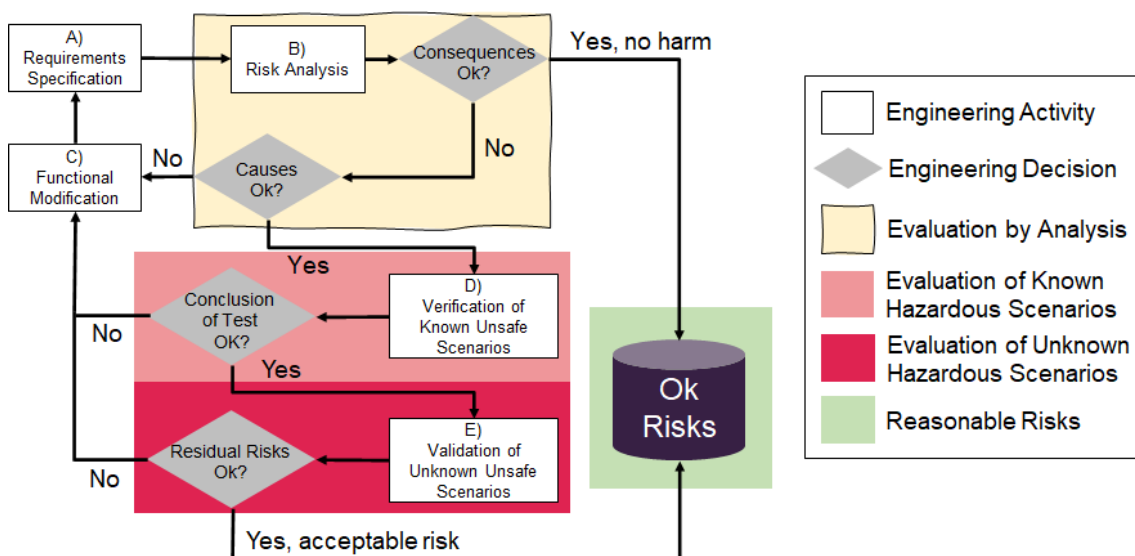 A)
Requirements
Specification
B)
Risk Analysis
Consequences
Ok?
Yes, no harm
No
Causes
Ok?
No
C)
Functional
Modification
Yes
D)
Verification of
Known Unsafe
Scenarios
Conclusion
of Test
OK?
No
Yes
E)
Validation of
Unknown Unsafe
Scenarios
Residual Risks
Ok?
No
Yes, acceptable risk
Ok
Risks
Engineering Activity
Engineering Decision
Evaluation by Analysis
Evaluation of Known
Hazardous Scenarios
Evaluation of Unknown
Hazardous Scenarios
Reasonable Risks